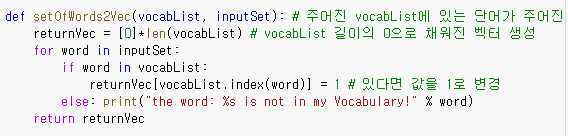 def setOfWords2Vec(vocabList, inputSet): # 주어진 vocabList에 있는 단어가 주어진
returnVec = [0]*len(vocabList) # vocabList 길이의 0으로 채워진 벡터 생성
for word in inputSet:
if word in vocabList:
returnVec[vocabList.index(word)] = 1 # 있다면 값을 1로 변경
else: print("the word: %s is not in my Vocabulary!" % word)
return returnVec